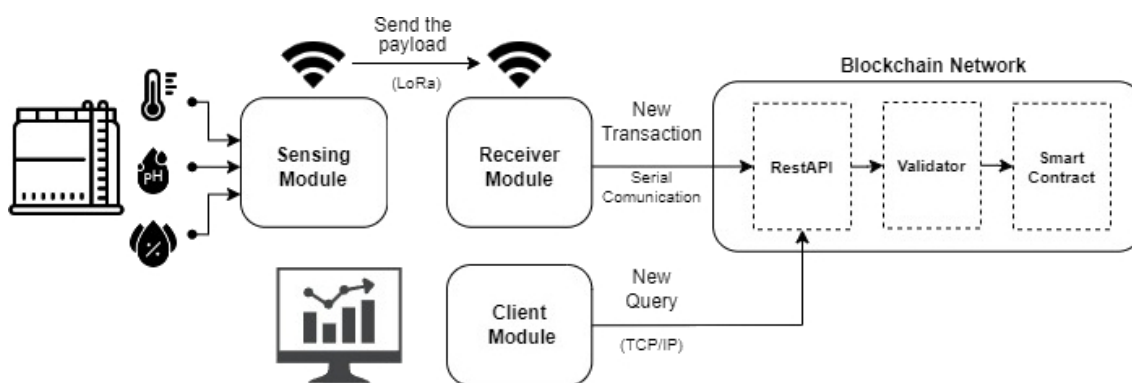 Send the
payload
(LoRa)
pH
%
Sensing
Module
Receiver
Module
New
Transaction
Serial
Comunication
Blockchain Network
RestAPI
Validator
Smart
Contract
Client
Module
New
Query
(TCP/IP)